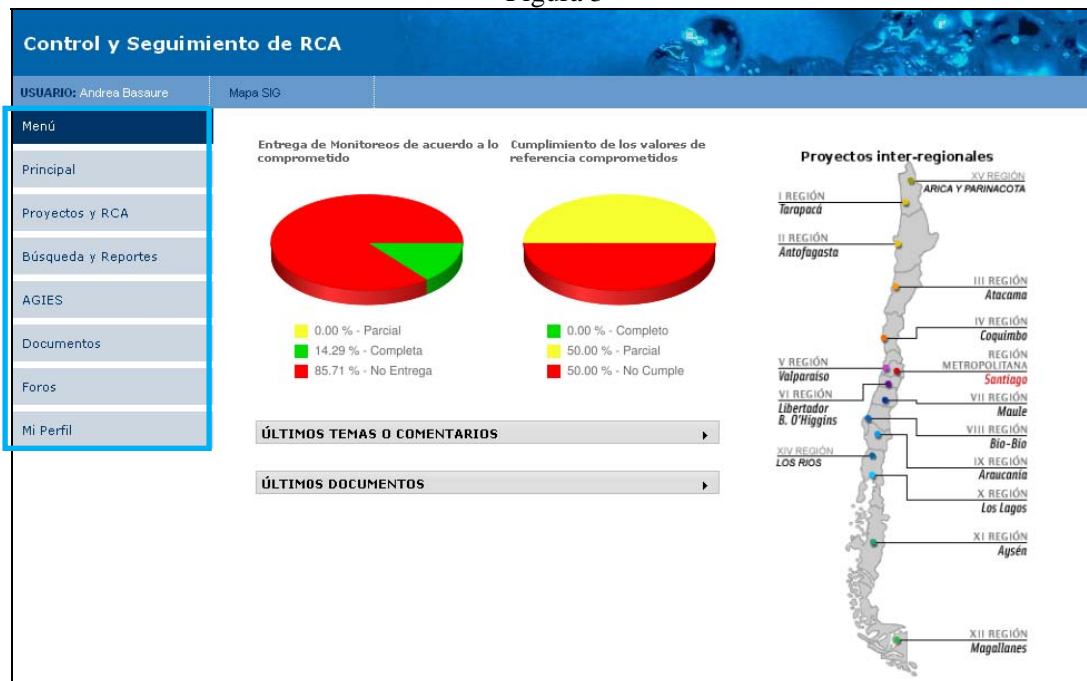 Figura 3
Control y Seguimiento de RCA
USUARIO: Andrea Basaure
Mapa SIG
Menú
Principal
Proyectos y RCA
Búsqueda y Reportes
AGIES
Documentos
Foros
Mi Perfil
Entrega de Monitoreos de acuerdo a lo
comprometido
0.00 % - Parcial
14.29 % - Completa
85.71 % - No Entrega
Cumplimiento de los valores de
referencia comprometidos
0.00 % - Completo
50.00 % - Parcial
50.00 % - No Cumple
ÚLTIMOS TEMAS O COMENTARIOS
ÚLTIMOS DOCUMENTOS
Proyectos inter-regionales
XV REGIÓN
ARICA Y PARINACOTA
I REGIÓN
Tarapacá
II REGIÓN
Antofagasta
III REGIÓN
Atacama
IV REGIÓN
Coquimbo
REGIÓN
METROPOLITANA
Santiago
V REGIÓN
Valparaíso
VI REGIÓN
Libertador
B. O'Higgins
VII REGIÓN
Maule
VIII REGIÓN
Bio-Bio
XIV REGIÓN
LOS RIOS
IX REGIÓN
Araucanía
X REGIÓN
Los Lagos
XI REGIÓN
Aysén
XII REGIÓN
Magallanes